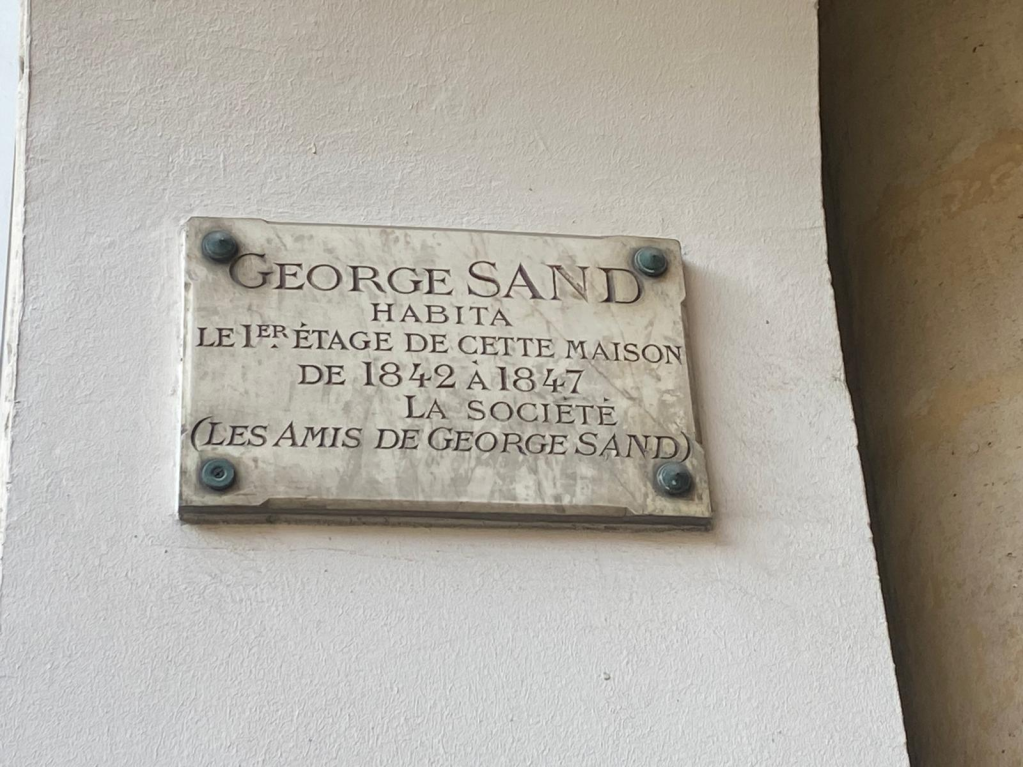 GEORGE SAND
HABITA
LE 1ER ÉTAGE DE CETTE MAISON
DE 1842 À 1847
LA SOCIÉTÉ
(LES AMIS DE GEORGE SAND)